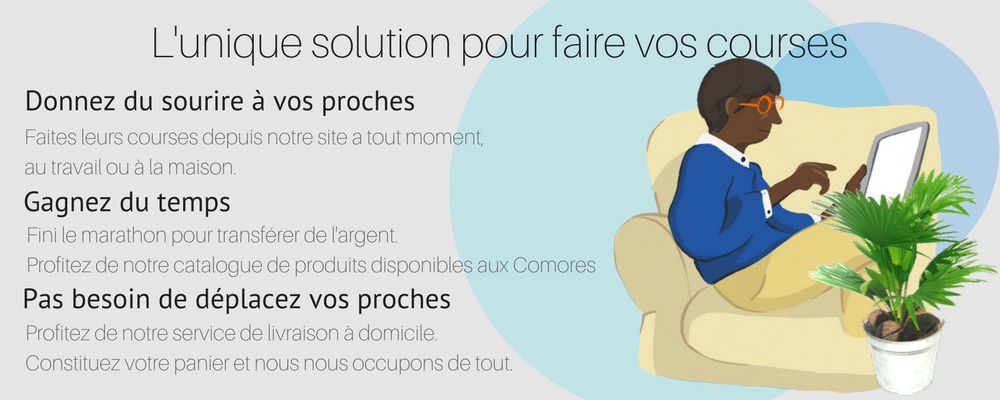 L'unique solution pour faire vos courses
Donnez du sourire à vos proches
Faites leurs courses depuis notre site a tout moment,
au travail ou à la maison.
Gagnez du temps
Fini le marathon pour transférer de l'argent.
Profitez de notre catalogue de produits disponibles aux Comores
Pas besoin de déplacez vos proches
Profitez de notre service de livraison à domicile.
Constituez votre panier et nous nous occupons de tout.